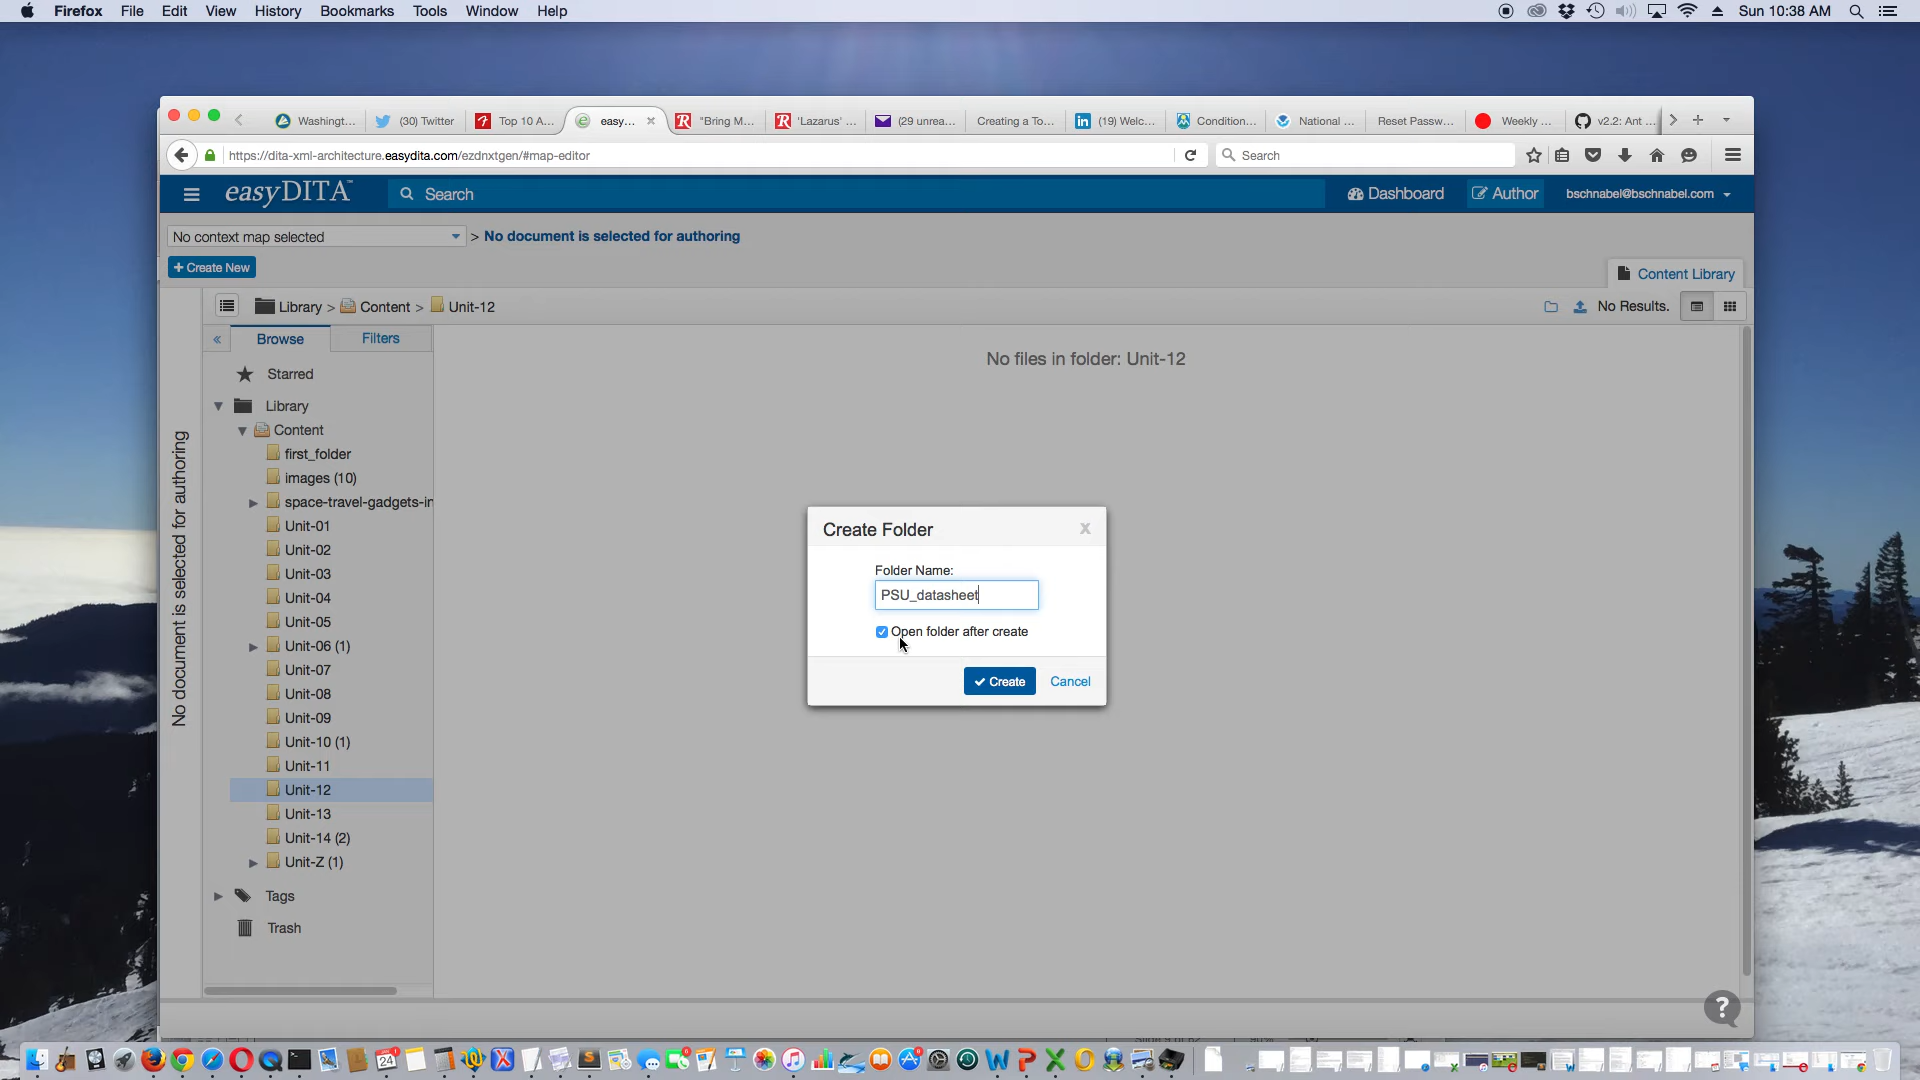 Firefox File Edit View History Bookmarks Tools Window Help
Sun 10:38 AM
Washingt...
(30) Twitter
Top 10 A...
easy...
"Bring M...
'Lazarus' ...
(29 unrea...
Creating a To...
(19) Welc...
Condition...
National ...
Reset Passw...
Weekly ...
v2.2: Ant ...
https://dita-xml-architecture.easydita.com/ezdnxtgen/#map-editor
Search
easyDITA™
Search
Dashboard
Author
bschnabel@bschnabel.com
No context map selected > No document is selected for authoring
+ Create New
Content Library
Library > Content > Unit-12
No Results.
Browse
Filters
No files in folder: Unit-12
No document is selected for authoring
Starred
Library
Content
first_folder
images (10)
space-travel-gadgets-in
Unit-01
Unit-02
Unit-03
Unit-04
Unit-05
Unit-06 (1)
Unit-07
Unit-08
Unit-09
Unit-10 (1)
Unit-11
Unit-12
Unit-13
Unit-14 (2)
Unit-Z (1)
Tags
Trash
Create Folder
X
Folder Name:
PSU_datasheet
Open folder after create
Create
Cancel
?
24